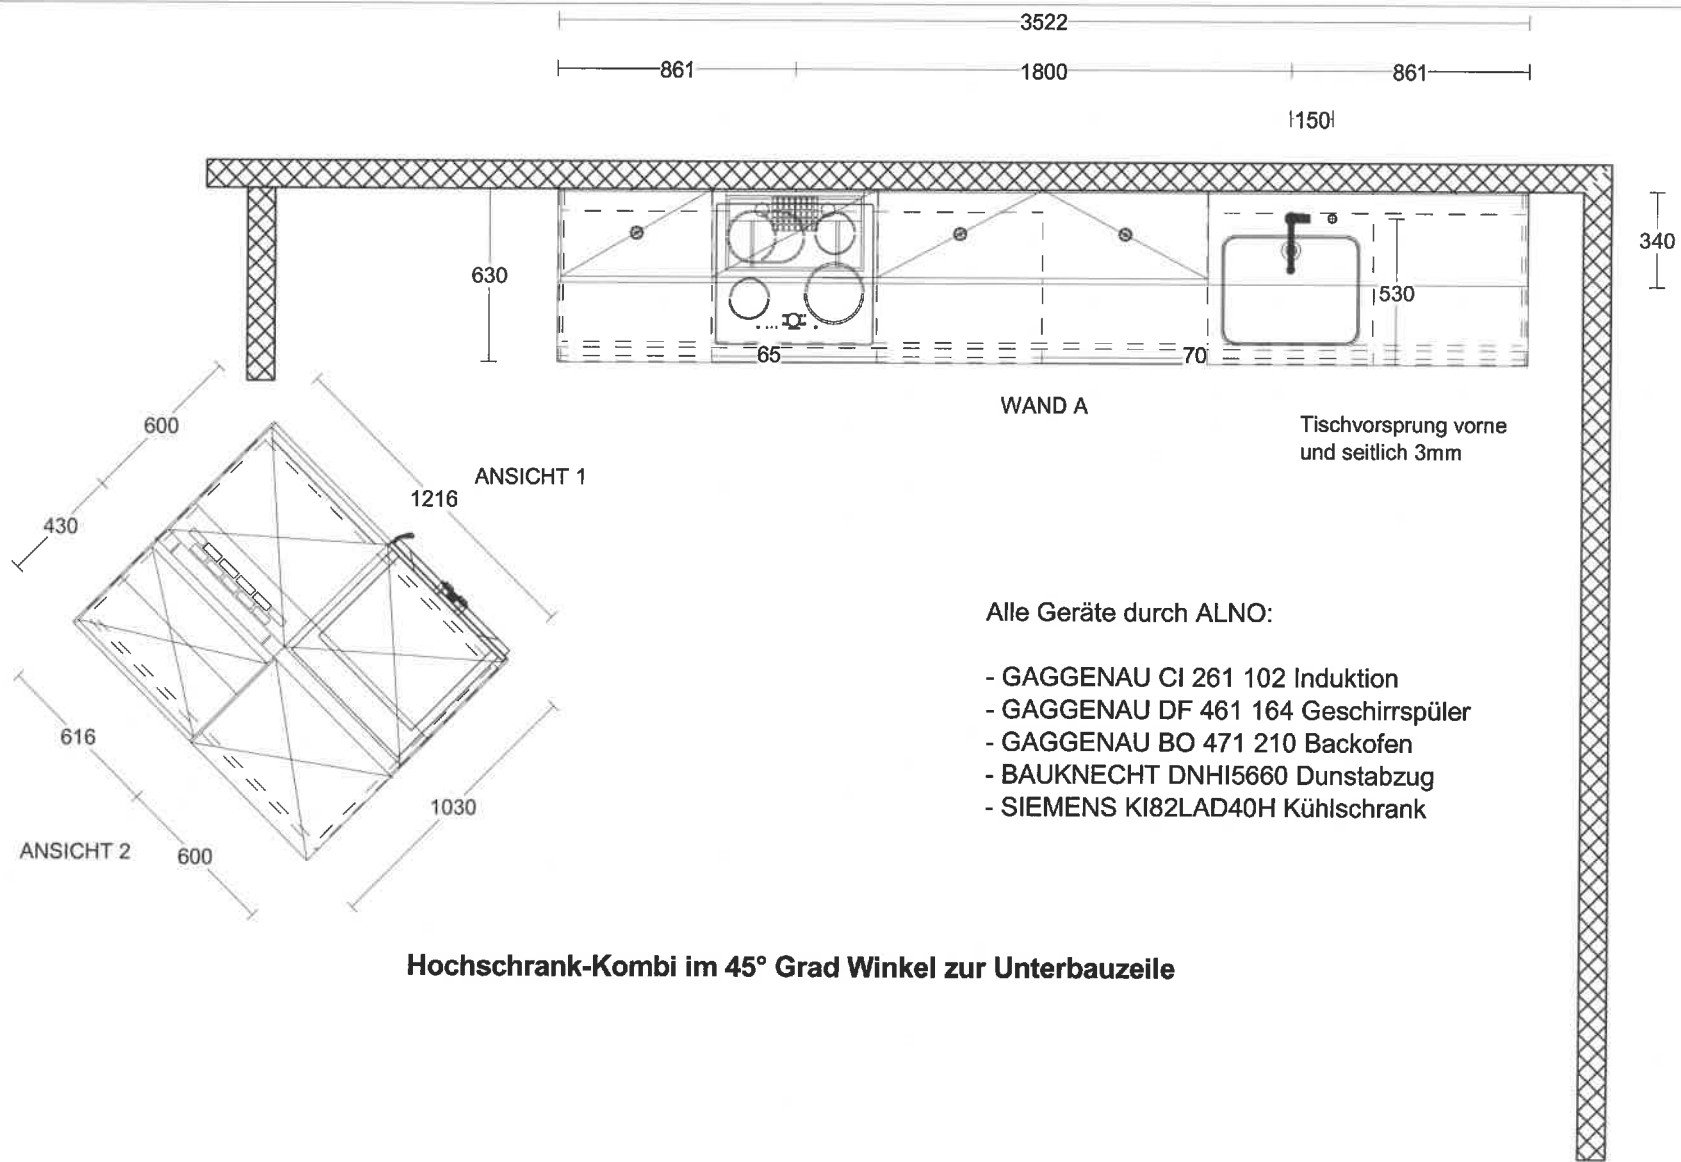 3522
861
1800
861
150
340
630
530
65
70
WAND A
Tischvorsprung vorne
und seitlich 3mm
600
ANSICHT 1
1216
430
Alle Geräte durch ALNO:
- GAGGENAU CI 261 102 Induktion
- GAGGENAU DF 461 164 Geschirrspüler
- GAGGENAU BO 471 210 Backofen
- BAUKNECHT DNHI5660 Dunstabzug
- SIEMENS KI82LAD40H Kühlschrank
616
1030
ANSICHT 2
600
Hochschrank-Kombi im 45° Grad Winkel zur Unterbauzeile